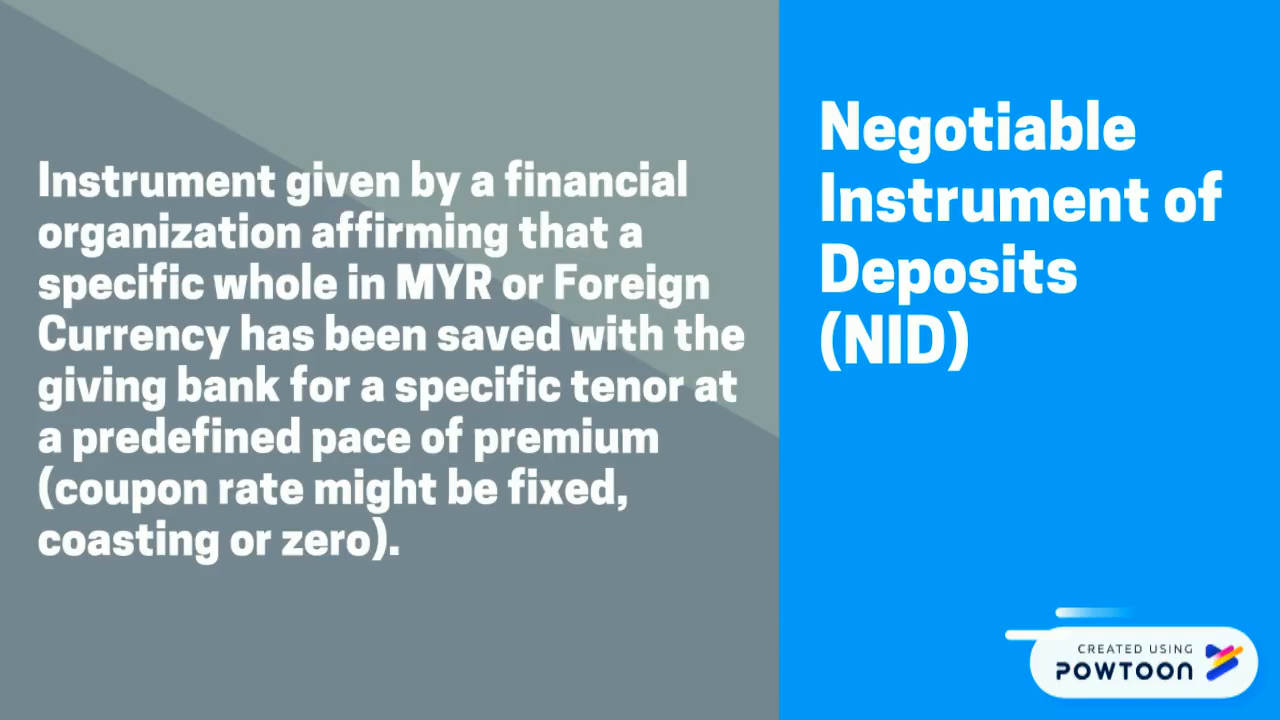 Instrument given by a financial
organization affirming that a
specific whole in MYR or Foreign
Currency has been saved with the
giving bank for a specific tenor at
a predefined pace of premium
(coupon rate might be fixed,
coasting or zero).
Negotiable
Instrument of
Deposits
(NID)
CREATED USING
POWTOON